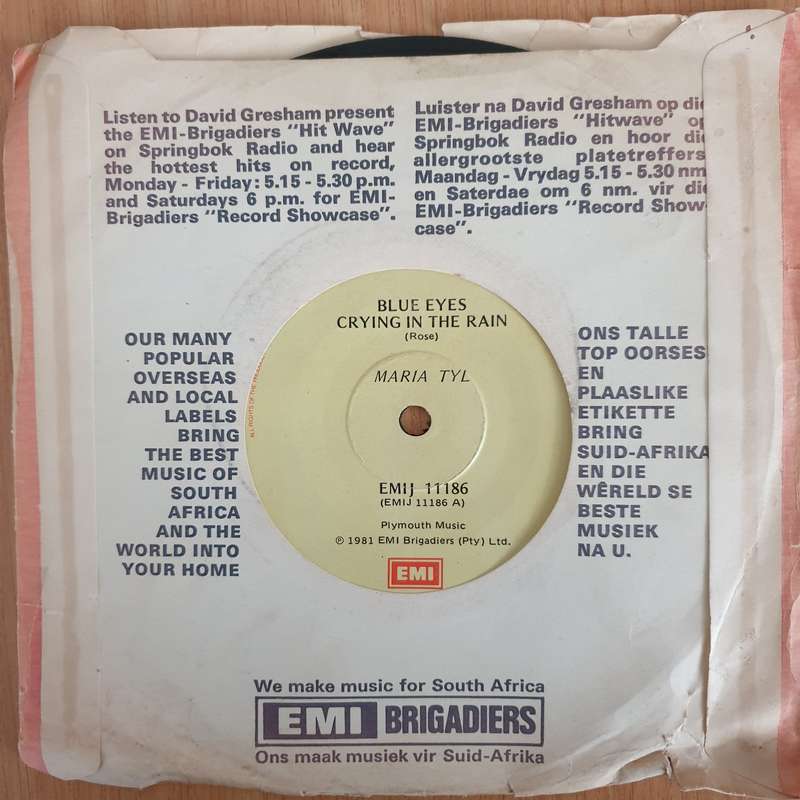 Listen to David Gresham present
the EMI-Brigadiers "Hit Wave"
on Springbok Radio and hear
the hottest hits on record,
Monday - Friday: 5.15 - 5.30 p.m.
and Saturdays 6 p.m. for EMI-
Brigadiers "Record Showcase".
Luister na David Gresham op die
EMI-Brigadiers "Hitwave" op
Springbok Radio en hoor die
allergrootste platetreffers,
Maandag - Vrydag 5.15 - 5.30 nm.
en Saterdae om 6 nm. vir die
EMI-Brigadiers "Record Show-
case".
OUR MANY
POPULAR
OVERSEAS
AND LOCAL
LABELS
BRING
THE BEST
MUSIC OF
SOUTH
AFRICA
AND THE
WORLD INTO
YOUR HOME
BLUE EYES
CRYING IN THE RAIN
(Rose)
MARIA TYL
EMIJ 11186
(EMIJ 11186 A)
Plymouth Music
℗ 1981 EMI Brigadiers (Pty) Ltd.
EMI
ALL RIGHTS OF THE
ONS TALLE
TOP OORSES
EN
PLAASLIKE
ETIKETTE
BRING
SUID-AFRIKA
EN DIE
WÊRELD SE
BESTE
MUSIEK
NA U.
We make music for South Africa
EMI BRIGADIERS
Ons maak musiek vir Suid-Afrika